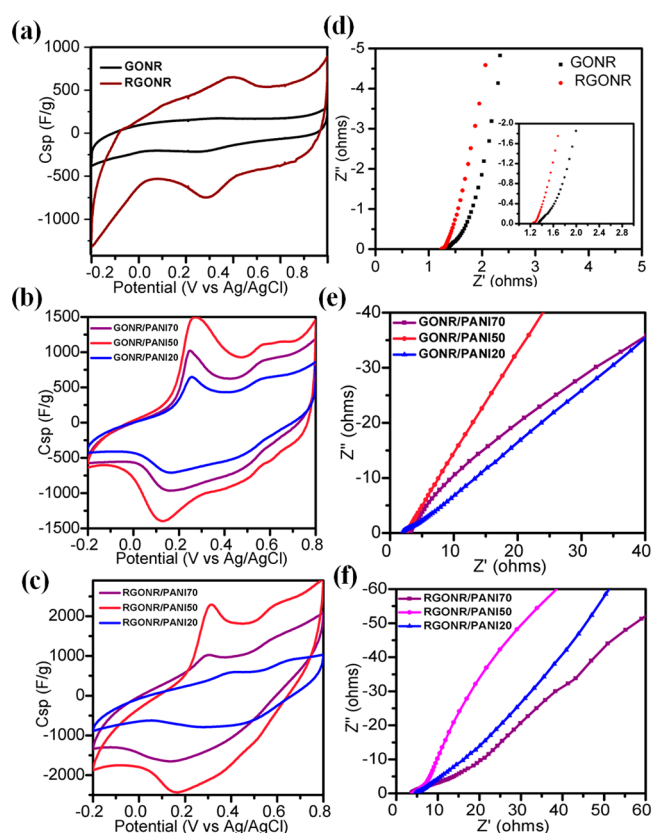 (a)
GONR
RGONR
1000
500
0
-500
-1000
Csp (F/g)
-0.2 0.0 0.2 0.4 0.6 0.8
Potential (V vs Ag/AgCl)
(b)
GONR/PANI70
GONR/PANI50
GONR/PANI20
1500
1000
500
0
-500
-1000
-1500
Csp (F/g)
-0.2 0.0 0.2 0.4 0.6 0.8
Potential (V vs Ag/AgCl)
(c)
RGONR/PANI70
RGONR/PANI50
RGONR/PANI20
2000
1000
0
-1000
-2000
Csp (F/g)
-0.2 0.0 0.2 0.4 0.6 0.8
Potential (V vs Ag/AgCl)
(d)
GONR
RGONR
-5
-4
-3
-2
-1
0
Z'' (ohms)
0 1 2 3 4 5
Z' (ohms)
-2.0
-1.6
-1.2
-0.8
-0.4
0.0
1.2 1.6 2.0 2.4 2.8
(e)
GONR/PANI70
GONR/PANI50
GONR/PANI20
-40
-30
-20
-10
0
Z'' (ohms)
0 10 20 30 40
Z' (ohms)
(f)
RGONR/PANI70
RGONR/PANI50
RGONR/PANI20
-60
-50
-40
-30
-20
-10
0
Z'' (ohms)
0 10 20 30 40 50 60
Z' (ohms)